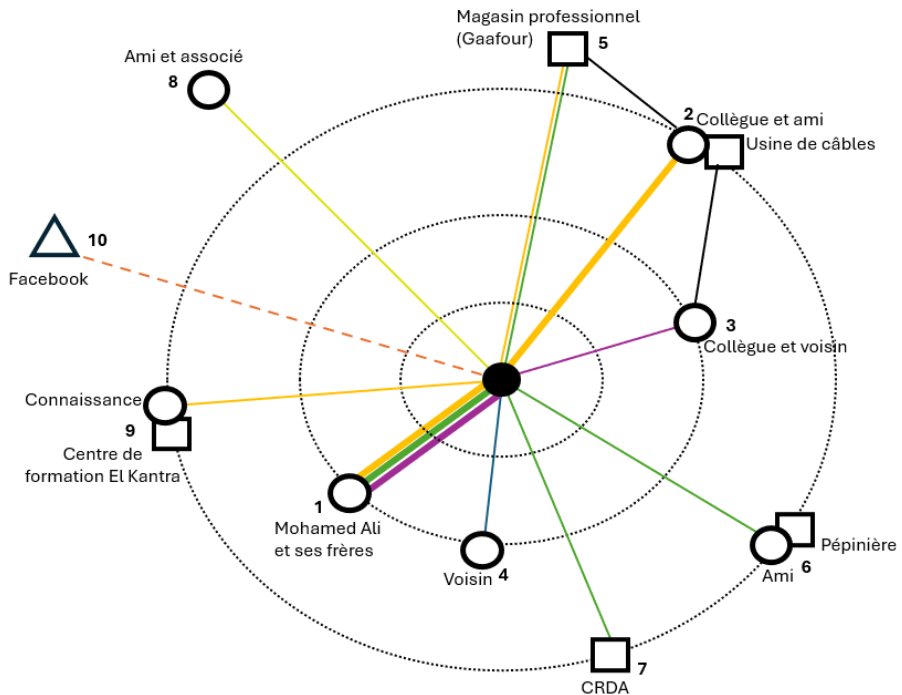 Magasin professionnel
(Gaafour)
5
Ami et associé
8
2
Collègue et ami
Usine de câbles
10
Facebook
3
Collègue et voisin
Connaissance
9
Centre de
formation El Kantra
1
Mohamed Ali
et ses frères
Voisin
4
Pépinière
6
Ami
7
CRDA